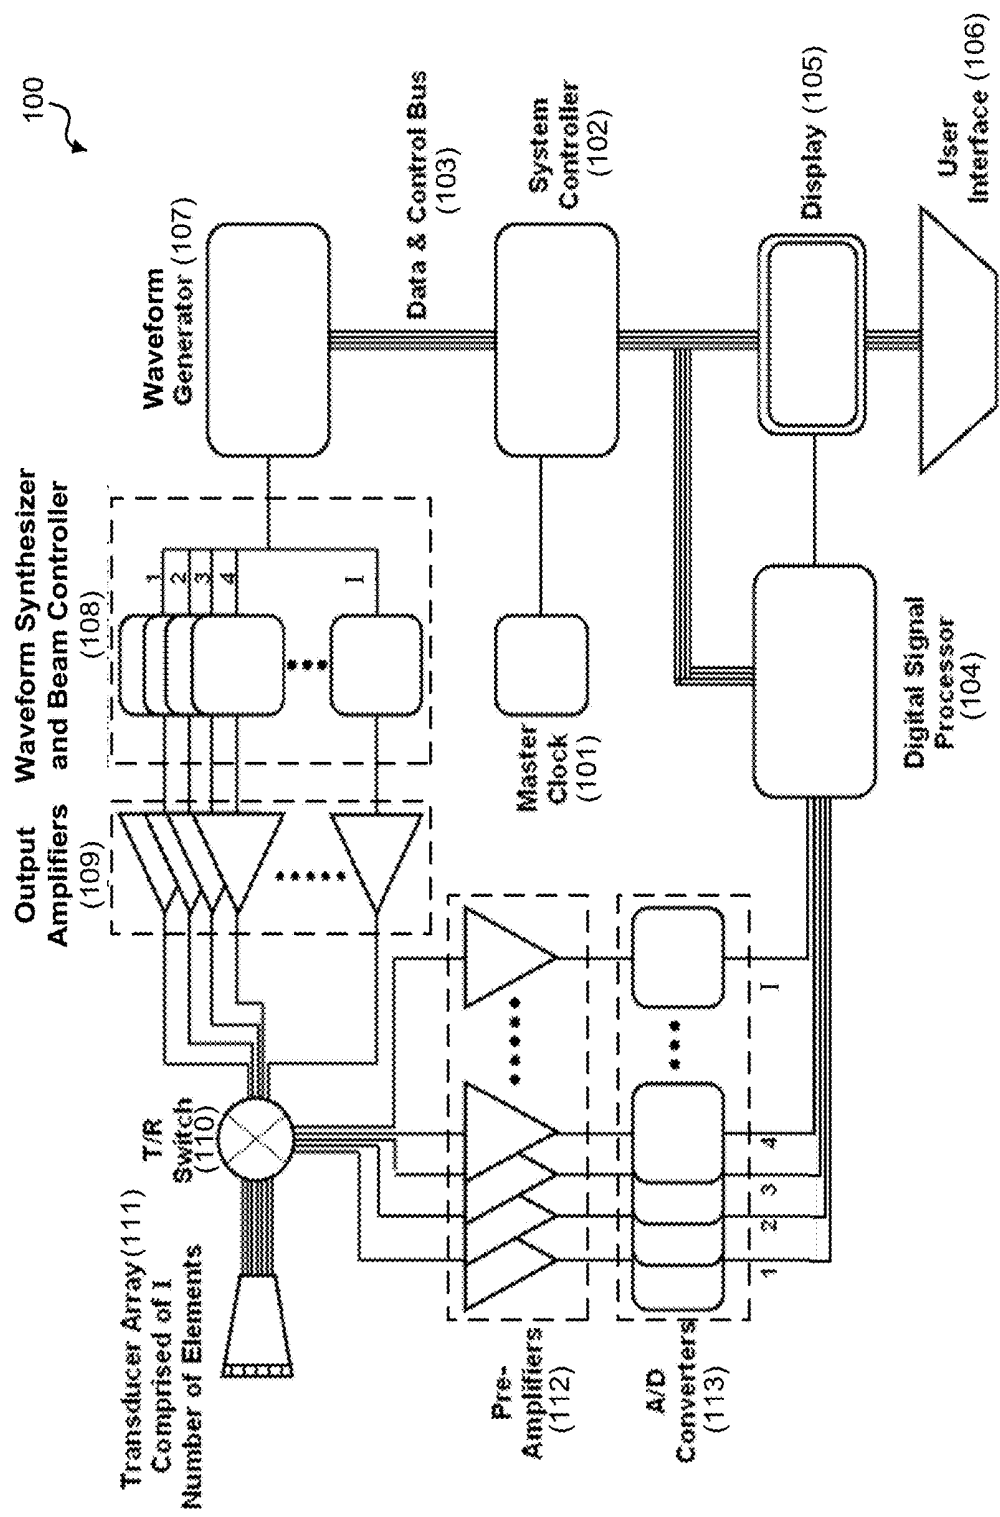 100
Transducer Array (111)
Comprised of I
Number of Elements
T/R
Switch
(110)
Output
Amplifiers
(109)
Waveform Synthesizer
and Beam Controller
(108)
1
2
3
4
I
Waveform
Generator (107)
Data & Control Bus
(103)
Pre-
Amplifiers
(112)
Master
Clock
(101)
System
Controller
(102)
A/D
Converters
(113)
1
2
3
4
I
Digital Signal
Processor
(104)
Display (105)
User
Interface (106)